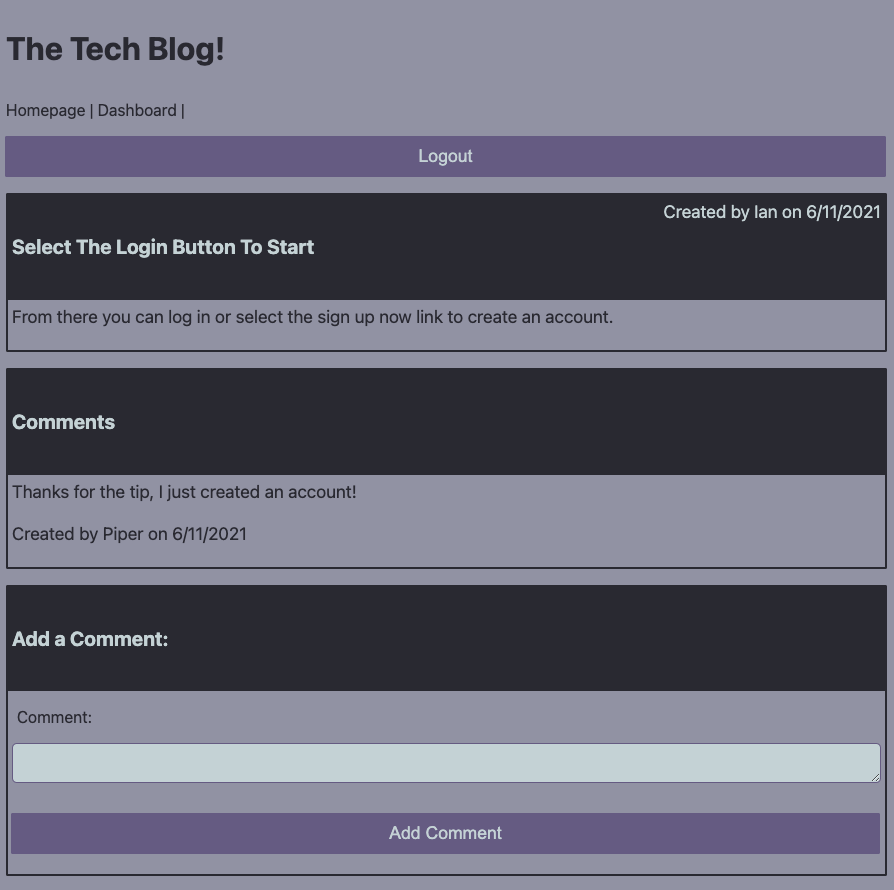 The Tech Blog!
Homepage | Dashboard |
Logout
Created by Ian on 6/11/2021
Select The Login Button To Start
From there you can log in or select the sign up now link to create an account.
Comments
Thanks for the tip, I just created an account!
Created by Piper on 6/11/2021
Add a Comment:
Comment:
Add Comment